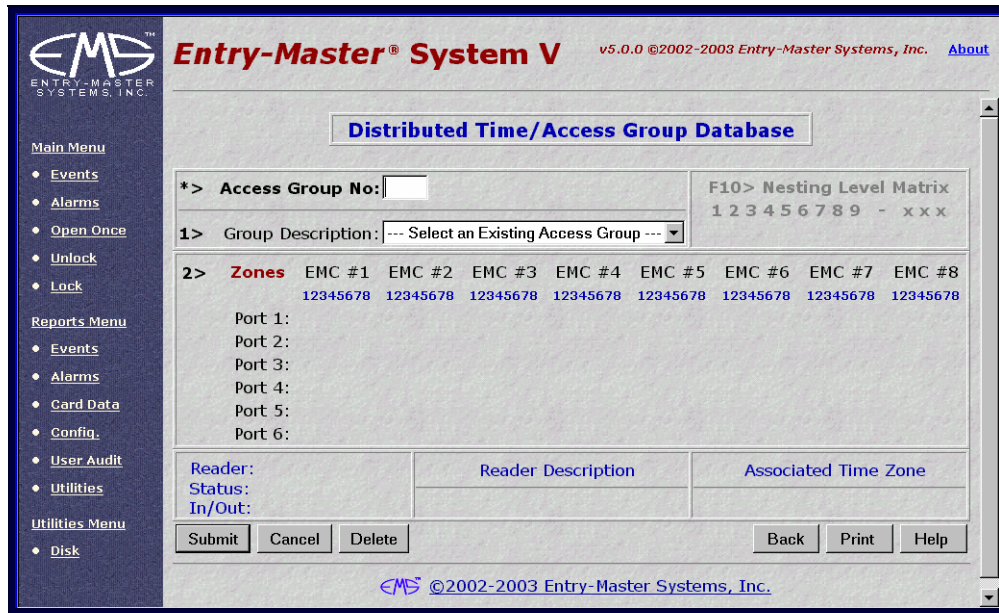 EMS™
ENTRY-MASTER
SYSTEMS, INC.
Entry-Master® System V
v5.0.0 ©2002-2003 Entry-Master Systems, Inc.
About
Main Menu
Events
Alarms
Open Once
Unlock
Lock
Reports Menu
Events
Alarms
Card Data
Config.
User Audit
Utilities
Utilities Menu
Disk
Distributed Time/Access Group Database
*> Access Group No:
F10> Nesting Level Matrix
1 2 3 4 5 6 7 8 9 - x x x
1> Group Description: --- Select an Existing Access Group ---
2> Zones EMC #1 EMC #2 EMC #3 EMC #4 EMC #5 EMC #6 EMC #7 EMC #8
12345678 12345678 12345678 12345678 12345678 12345678 12345678 12345678
Port 1:
Port 2:
Port 3:
Port 4:
Port 5:
Port 6:
Reader:
Status:
In/Out:
Reader Description
Associated Time Zone
Submit Cancel Delete Back Print Help
EMS™ ©2002-2003 Entry-Master Systems, Inc.